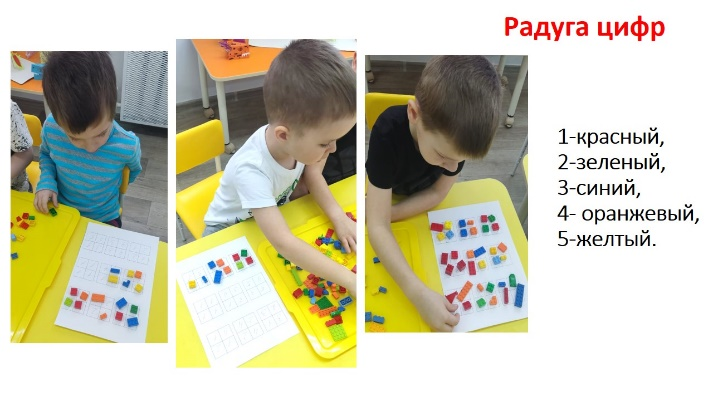 Радуга цифр
1-красный,
2-зеленый,
3-синий,
4- оранжевый,
5-желтый.